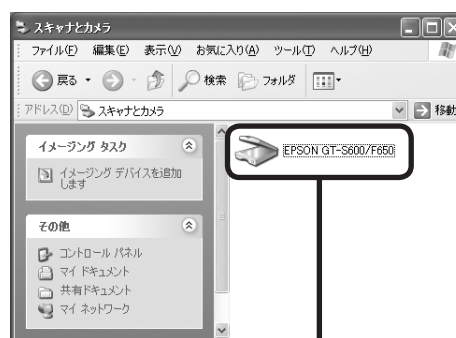 スキャナとカメラ
ファイル(F) 編集(E) 表示(V) お気に入り(A) ツール(T) ヘルプ(H)
戻る 検索 フォルダ
アドレス(D) スキャナとカメラ 移動
イメージング タスク
イメージング デバイスを追加
します
その他
コントロール パネル
マイ ドキュメント
共有ドキュメント
マイ ネットワーク
EPSON GT-S600/F650